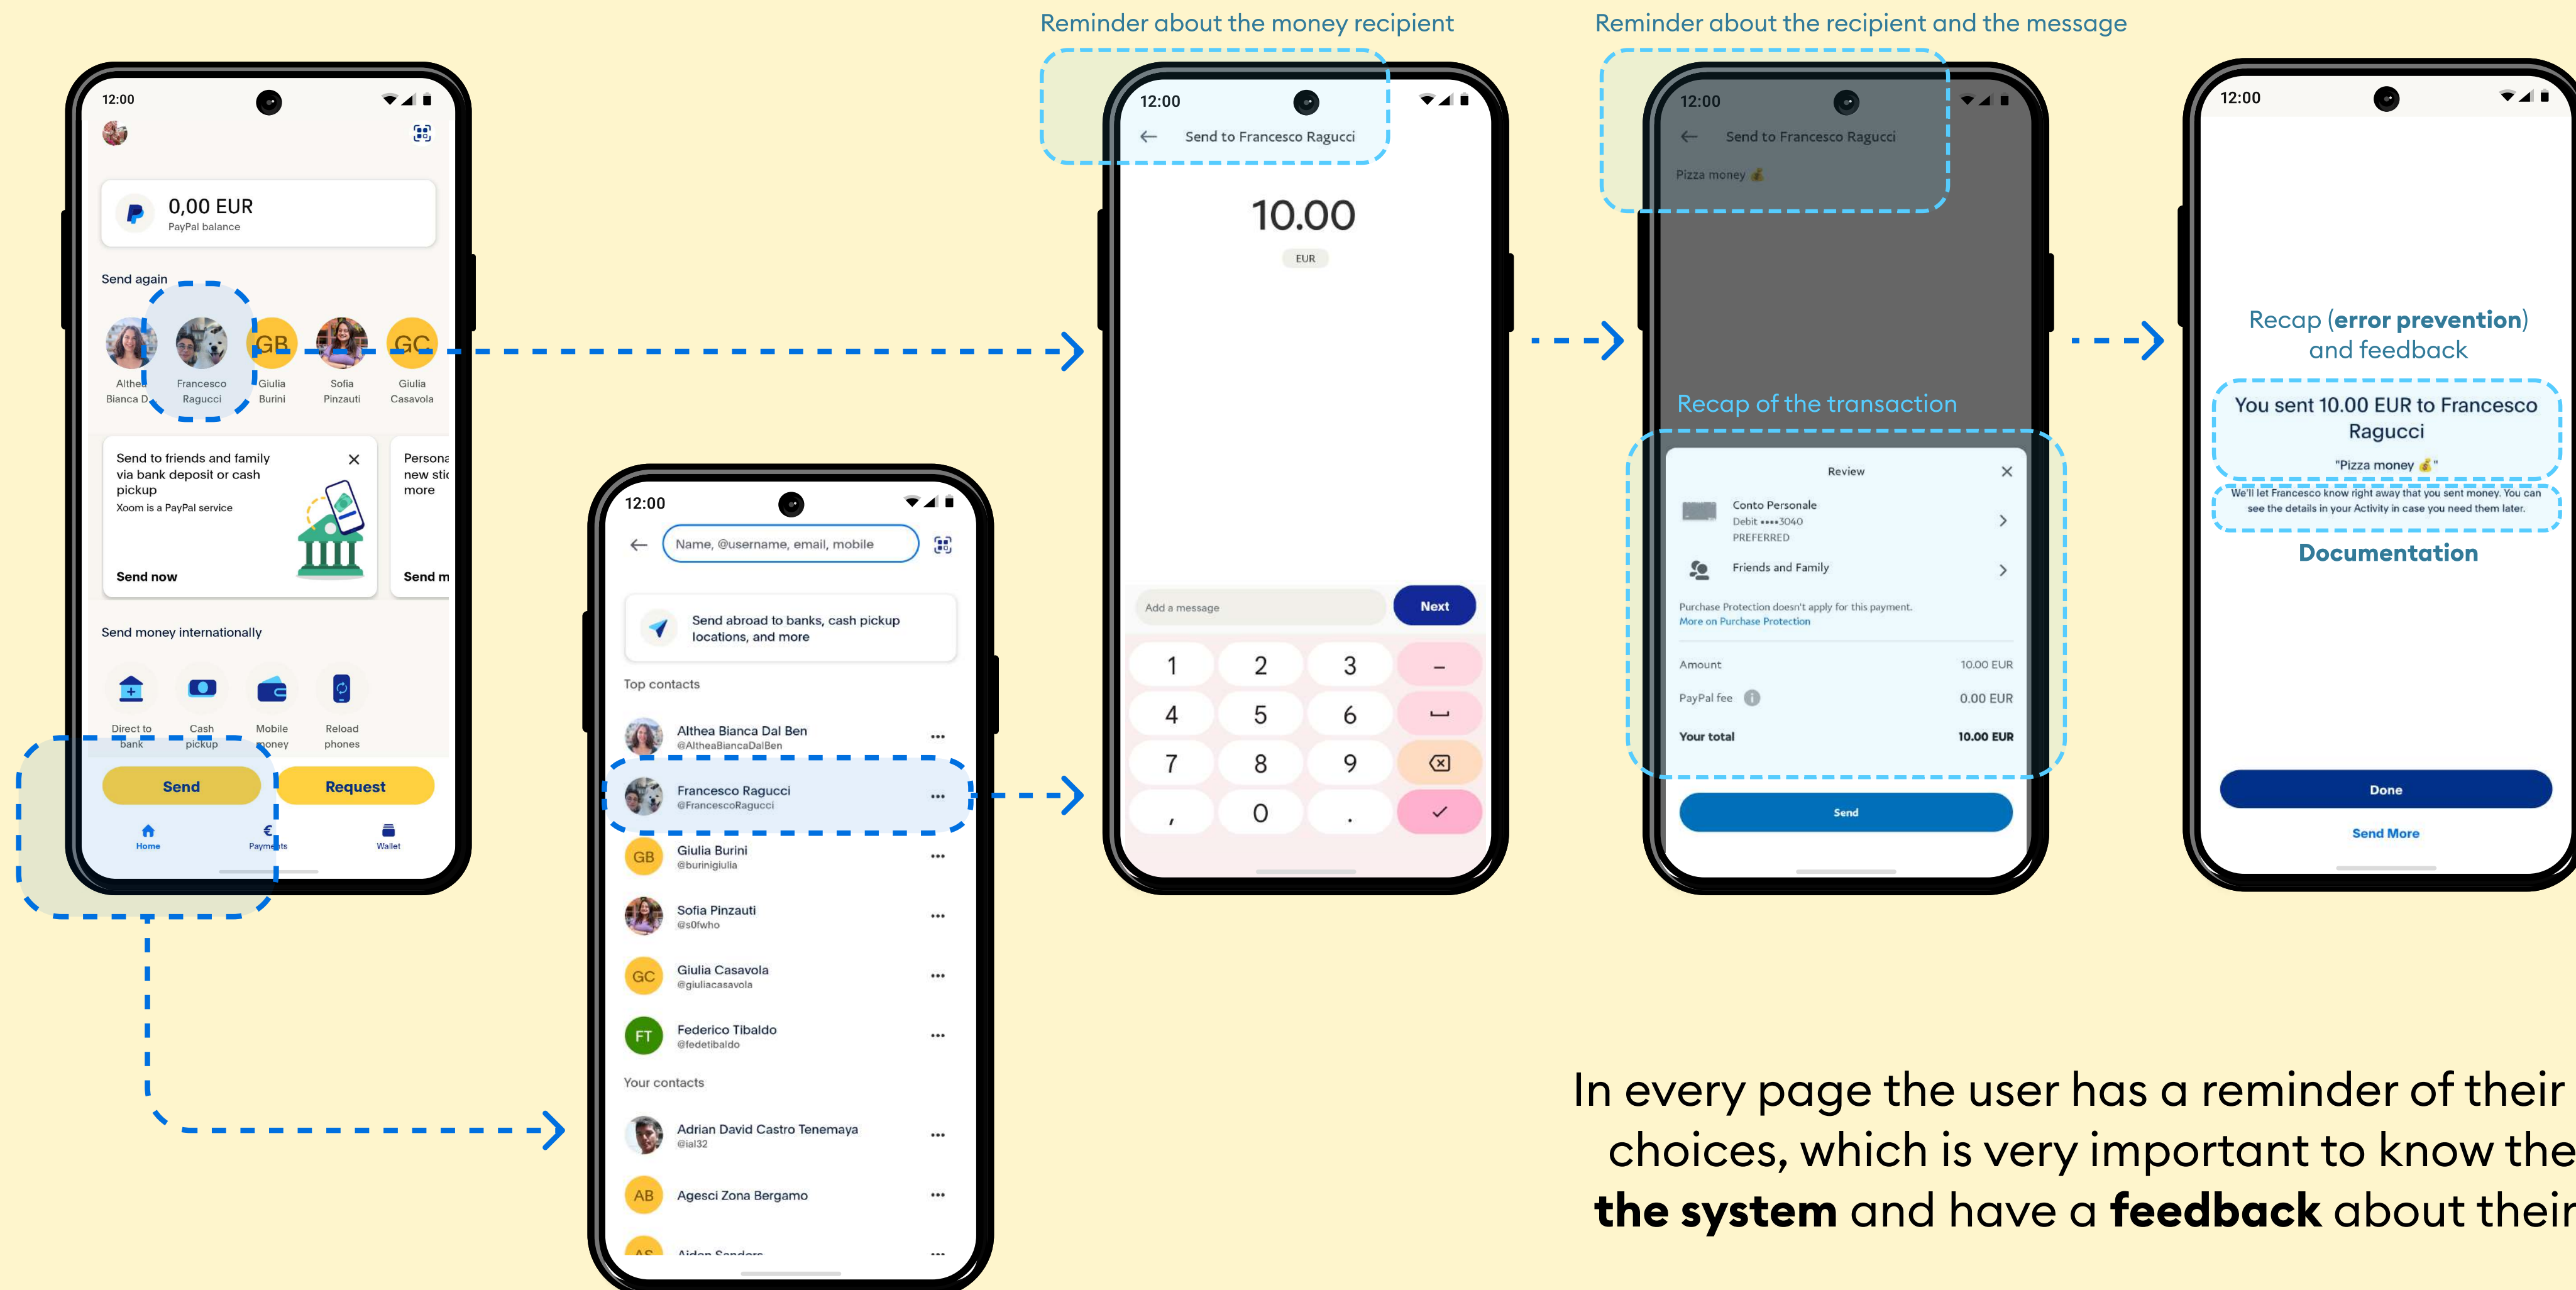 Reminder about the money recipient
Reminder about the recipient and the message
12:00
0,00 EUR
PayPal balance
Send again
GB
GC
Althea
Bianca D
Francesco
Ragucci
Giulia
Burini
Sofia
Pinzauti
Giulia
Casavola
Send to friends and family
via bank deposit or cash
pickup
Xoom is a PayPal service
Send now
Persona
new stic
more
Send m
Send money internationally
Direct to
bank
Cash
pickup
Mobile
money
Reload
phones
Send
Request
Home
Payments
Wallet
12:00
Name, @username, email, mobile
Send abroad to banks, cash pickup
locations, and more
Top contacts
Althea Bianca Dal Ben
@AltheaBiancaDalBen
Francesco Ragucci
@FrancescoRagucci
GB
Giulia Burini
@burinigiulia
Sofia Pinzauti
@s0fwho
GC
Giulia Casavola
@giuliacasavola
FT
Federico Tibaldo
@fedetibaldo
Your contacts
Adrian David Castro Tenemaya
@ial32
AB
Agesci Zona Bergamo
12:00
Send to Francesco Ragucci
10.00
EUR
Add a message
Next
1 2 3 –
4 5 6
7 8 9
, 0 .
12:00
Send to Francesco Ragucci
Pizza money 💰
Recap of the transaction
Review
Conto Personale
Debit ••••3040
PREFERRED
Friends and Family
Purchase Protection doesn't apply for this payment.
More on Purchase Protection
Amount 10.00 EUR
PayPal fee 0.00 EUR
Your total 10.00 EUR
Send
12:00
Recap (error prevention)
and feedback
You sent 10.00 EUR to Francesco
Ragucci
"Pizza money 💰"
We'll let Francesco know right away that you sent money. You can
see the details in your Activity in case you need them later.
Documentation
Done
Send More
In every page the user has a reminder of their
choices, which is very important to know the
the system and have a feedback about their